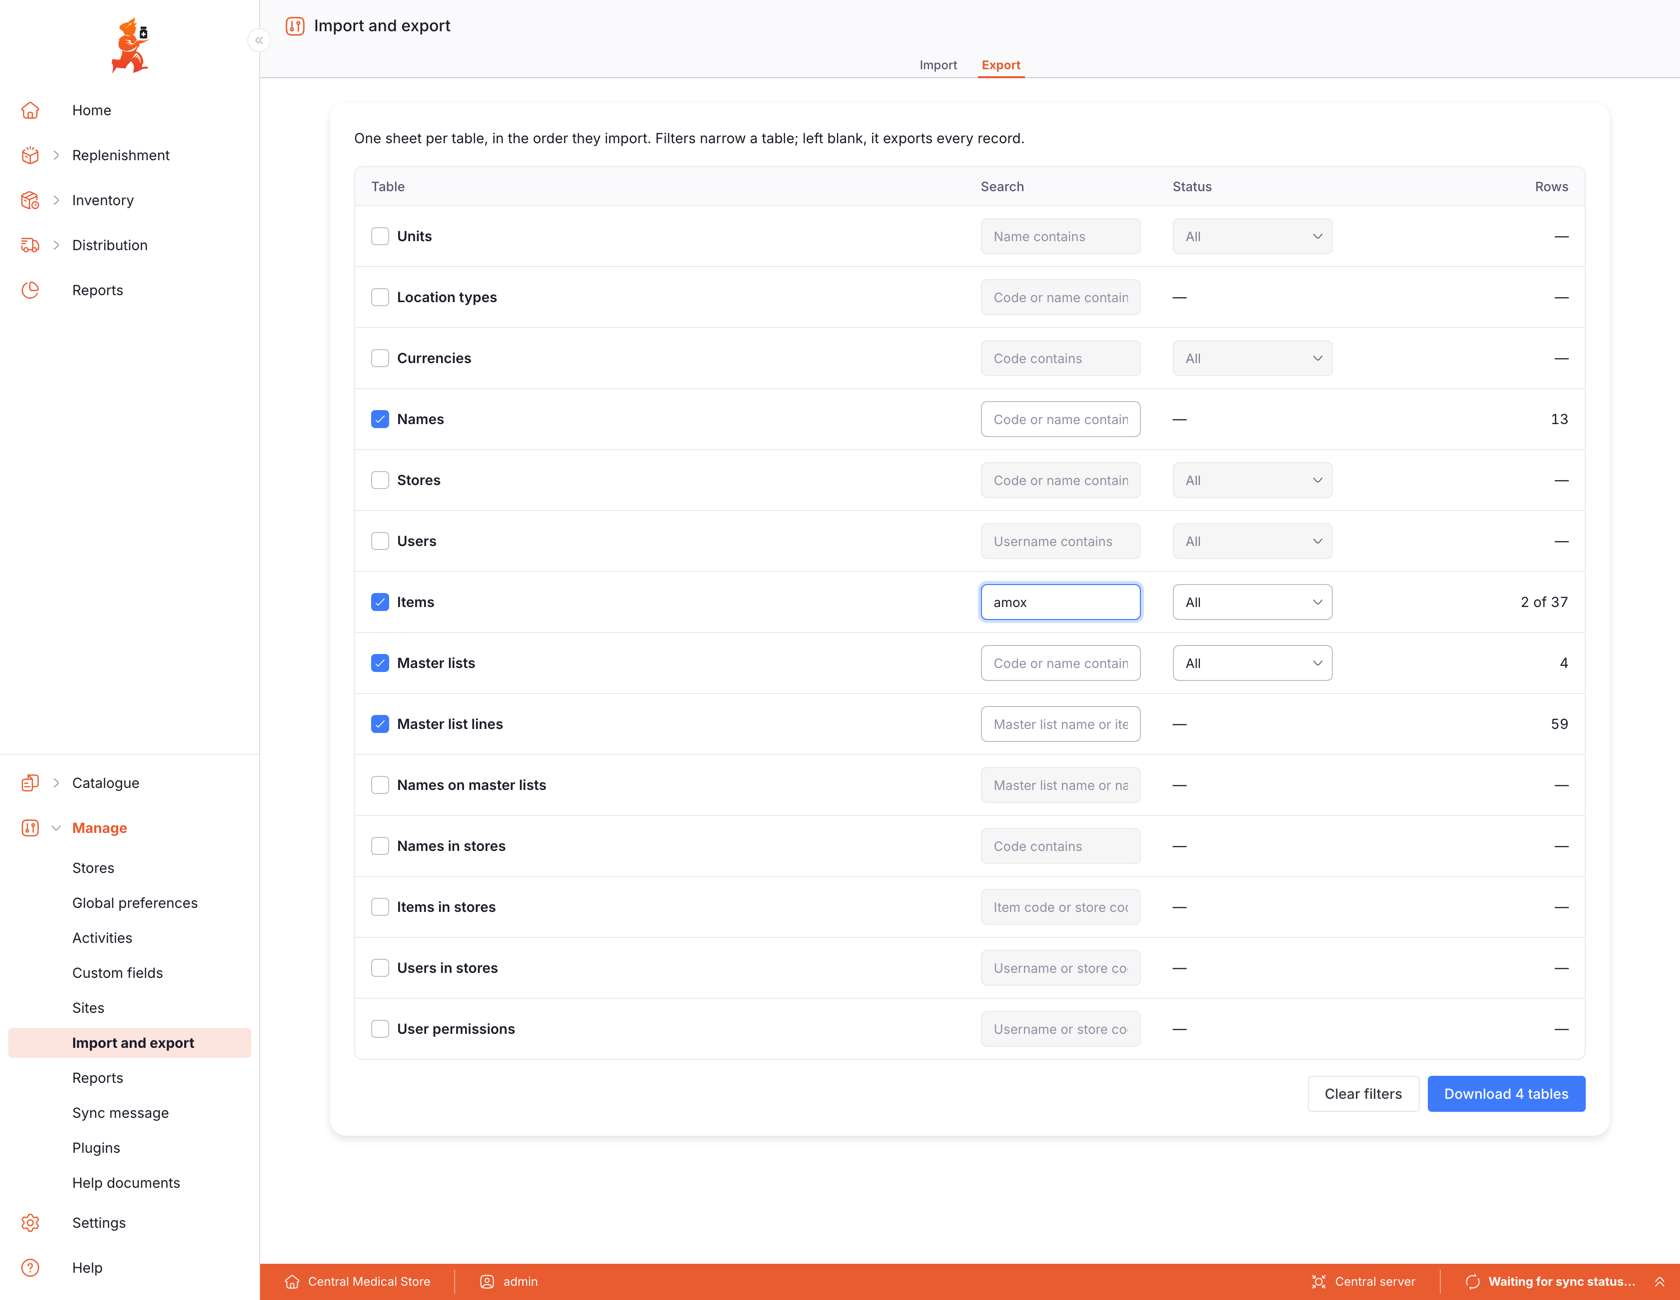 Import and export
Import
Export
Home
Replenishment
Inventory
Distribution
Reports
Catalogue
Manage
Stores
Global preferences
Activities
Custom fields
Sites
Import and export
Reports
Sync message
Plugins
Help documents
Settings
Help
One sheet per table, in the order they import. Filters narrow a table; left blank, it exports every record.
Table Search Status Rows
Units Name contains All —
Location types Code or name contain — —
Currencies Code contains All —
Names Code or name contain — 13
Stores Code or name contain All —
Users Username contains All —
Items amox All 2 of 37
Master lists Code or name contain All 4
Master list lines Master list name or ite — 59
Names on master lists Master list name or na — —
Names in stores Code contains — —
Items in stores Item code or store coc — —
Users in stores Username or store co — —
User permissions Username or store co — —
Clear filters
Download 4 tables
Central Medical Store
admin
Central server
Waiting for sync status...